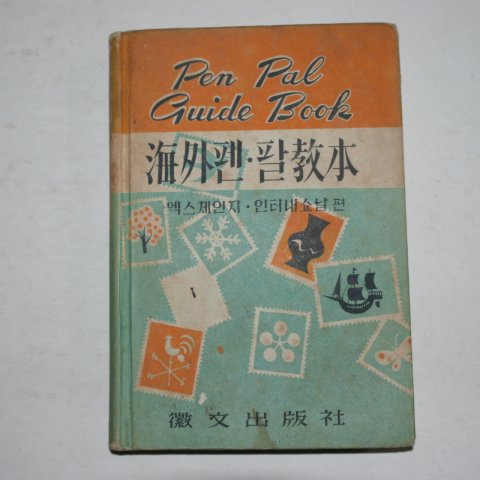 Pen Pal
Guide Book
海外펜·팔教本
엑스체인지·인터내쇼날 편
徽文出版社